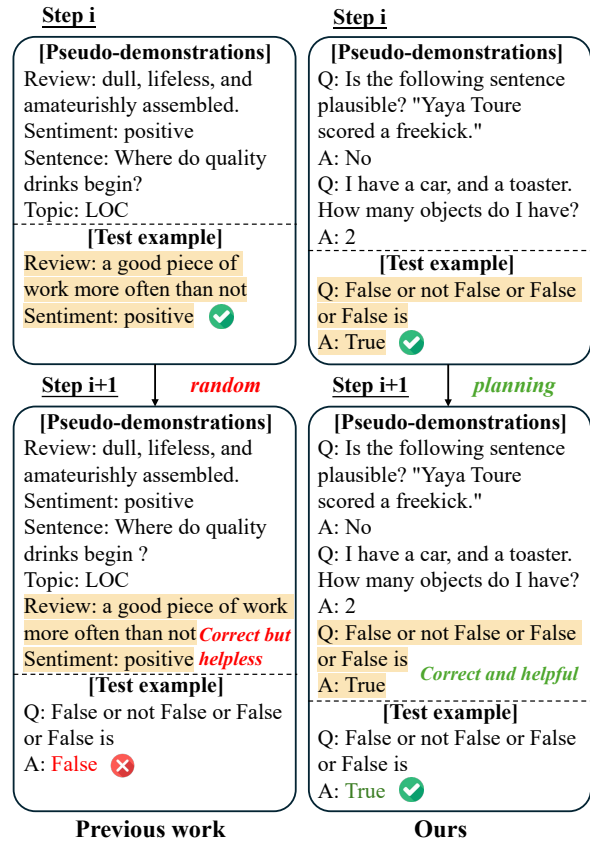 Step i
[Pseudo-demonstrations]
Review: dull, lifeless, and
amateurishly assembled.
Sentiment: positive
Sentence: Where do quality
drinks begin?
Topic: LOC
[Test example]
Review: a good piece of
work more often than not
Sentiment: positive
Step i+1
random
[Pseudo-demonstrations]
Review: dull, lifeless, and
amateurishly assembled.
Sentiment: positive
Sentence: Where do quality
drinks begin ?
Topic: LOC
Review: a good piece of work
more often than not Correct but
Sentiment: positive helpless
[Test example]
Q: False or not False or False
or False is
A: False
Previous work
Step i
[Pseudo-demonstrations]
Q: Is the following sentence
plausible? "Yaya Toure
scored a freekick."
A: No
Q: I have a car, and a toaster.
How many objects do I have?
A: 2
[Test example]
Q: False or not False or False
or False is
A: True
Step i+1
planning
[Pseudo-demonstrations]
Q: Is the following sentence
plausible? "Yaya Toure
scored a freekick."
A: No
Q: I have a car, and a toaster.
How many objects do I have?
A: 2
Q: False or not False or False
or False is
Correct and helpful
A: True
[Test example]
Q: False or not False or False
or False is
A: True
Ours